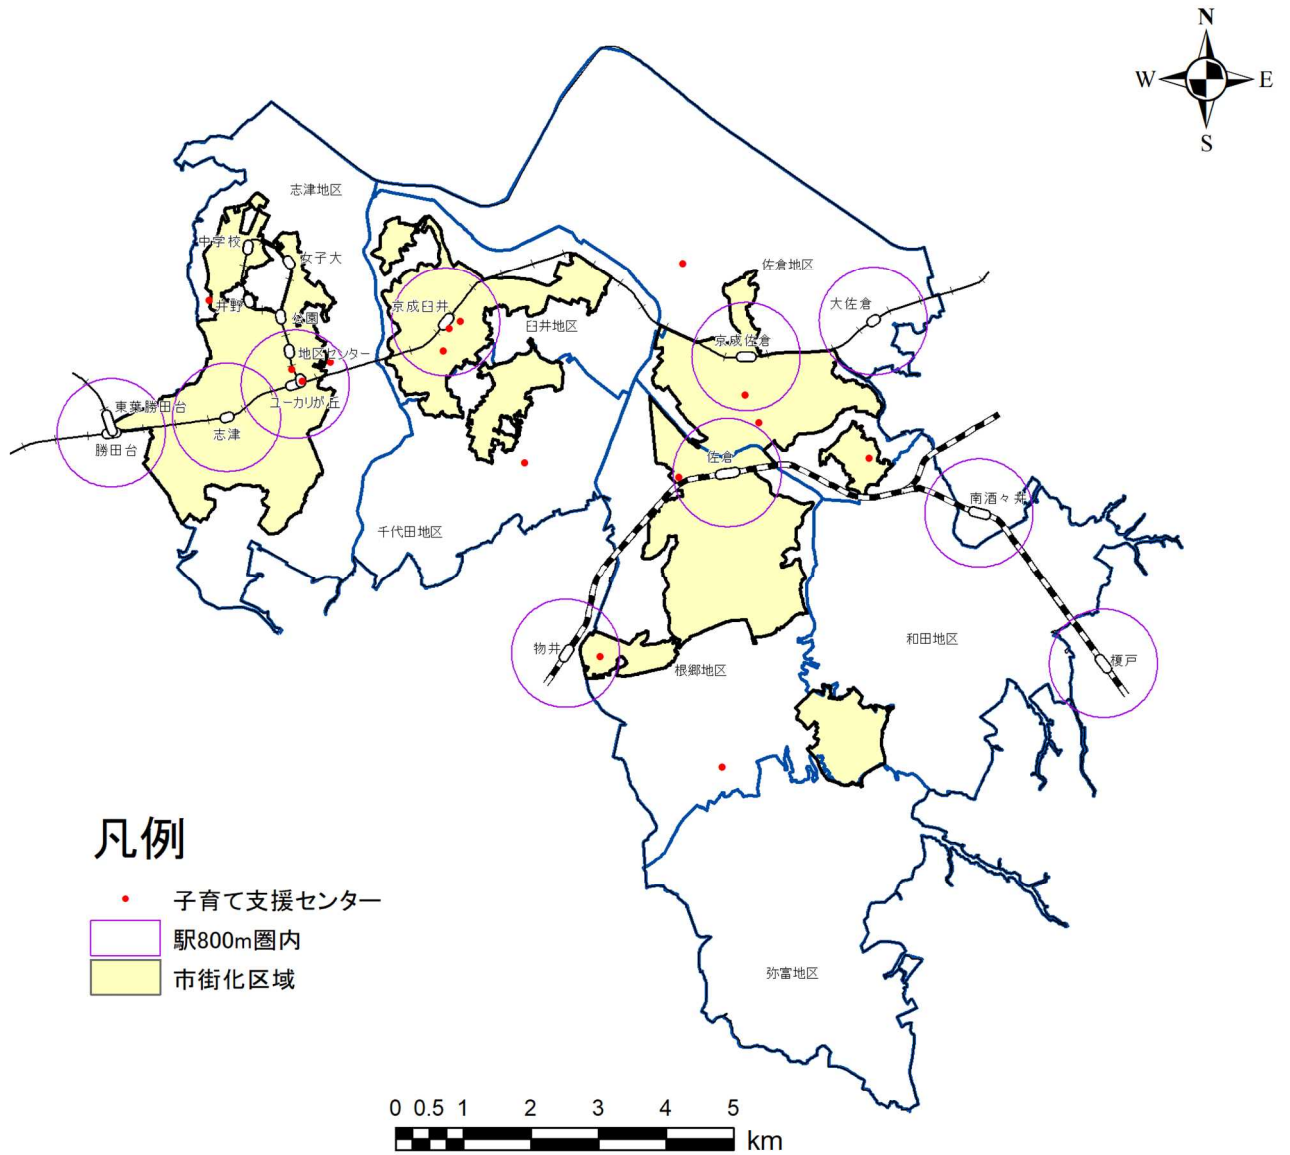 N
W
E
S
志津地区
中学校
女子大
井野
公園
地区センター
ユーカリが丘
東葉勝田台
勝田台
志津
京成臼井
臼井地区
佐倉地区
大佐倉
京成佐倉
佐倉
南酒々井
千代田地区
物井
根郷地区
和田地区
榎戸
弥富地区
凡例
子育て支援センター
駅800m圏内
市街化区域
0 0.5 1 2 3 4 5
km